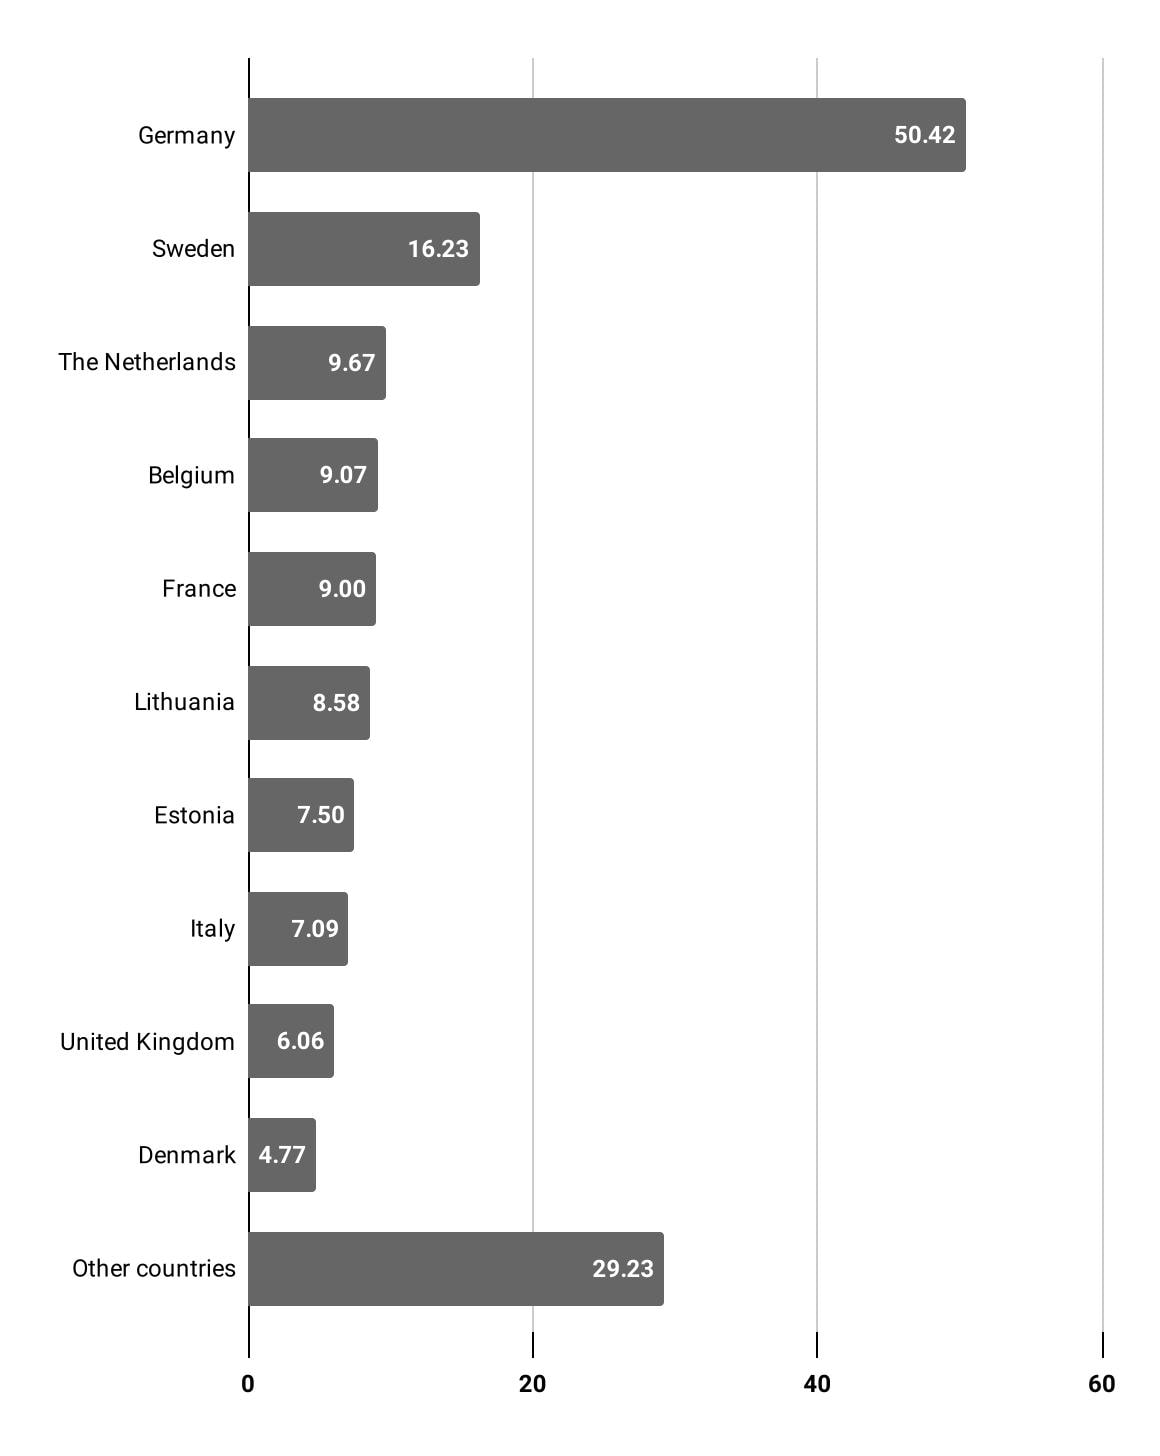 Germany 50.42
Sweden 16.23
The Netherlands 9.67
Belgium 9.07
France 9.00
Lithuania 8.58
Estonia 7.50
Italy 7.09
United Kingdom 6.06
Denmark 4.77
Other countries 29.23
0 20 40 60